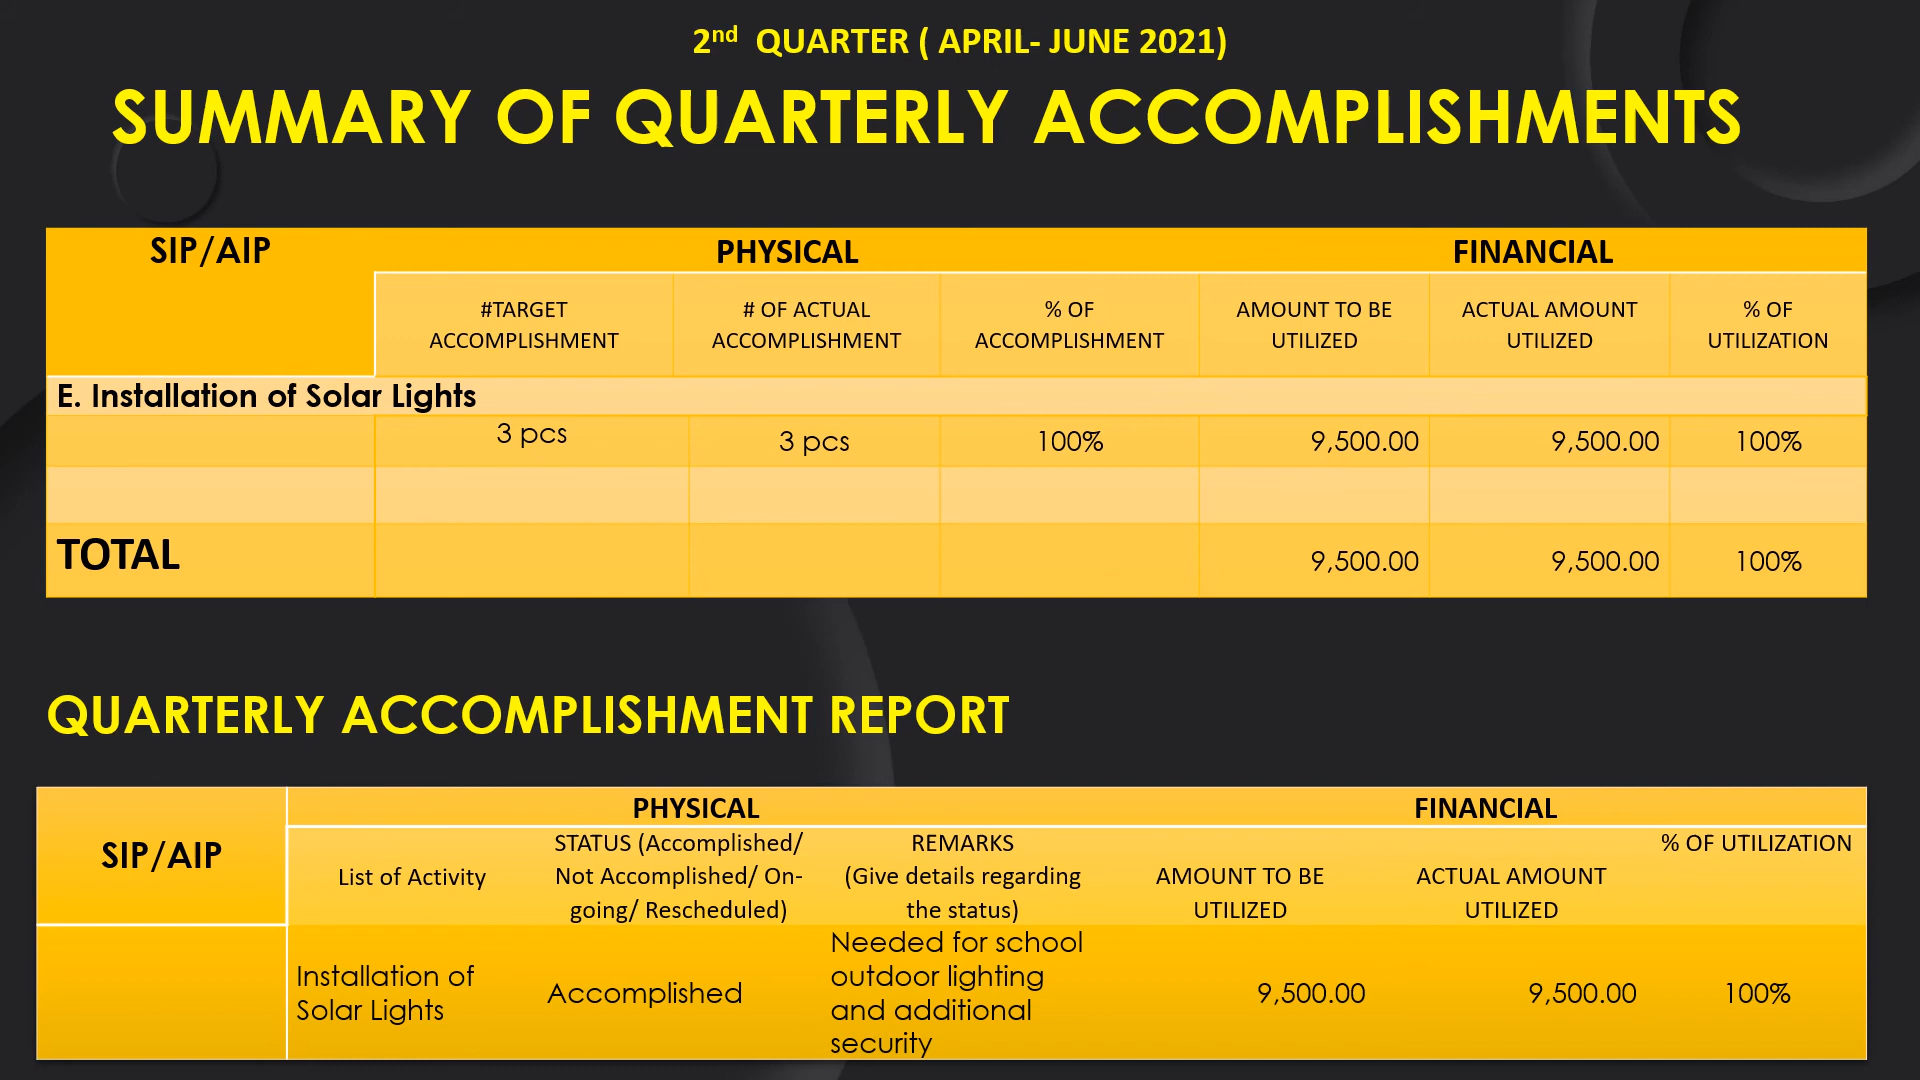 2nd QUARTER ( APRIL- JUNE 2021)
SUMMARY OF QUARTERLY ACCOMPLISHMENTS
SIP/AIP PHYSICAL FINANCIAL
#TARGET ACCOMPLISHMENT # OF ACTUAL ACCOMPLISHMENT % OF ACCOMPLISHMENT AMOUNT TO BE UTILIZED ACTUAL AMOUNT UTILIZED % OF UTILIZATION
E. Installation of Solar Lights
3 pcs 3 pcs 100% 9,500.00 9,500.00 100%
TOTAL 9,500.00 9,500.00 100%
QUARTERLY ACCOMPLISHMENT REPORT
SIP/AIP PHYSICAL FINANCIAL
List of Activity
STATUS (Accomplished/
Not Accomplished/ On-
going/ Rescheduled)
REMARKS
(Give details regarding
the status)
AMOUNT TO BE
UTILIZED
ACTUAL AMOUNT
UTILIZED
% OF UTILIZATION
Installation of
Solar Lights
Accomplished
Needed for school
outdoor lighting
and additional
security
9,500.00 9,500.00 100%